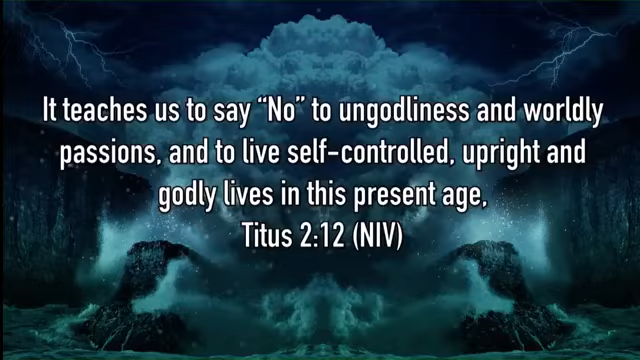 It teaches us to say “No” to ungodliness and worldly
passions, and to live self-controlled, upright and
godly lives in this present age,
Titus 2:12 (NIV)